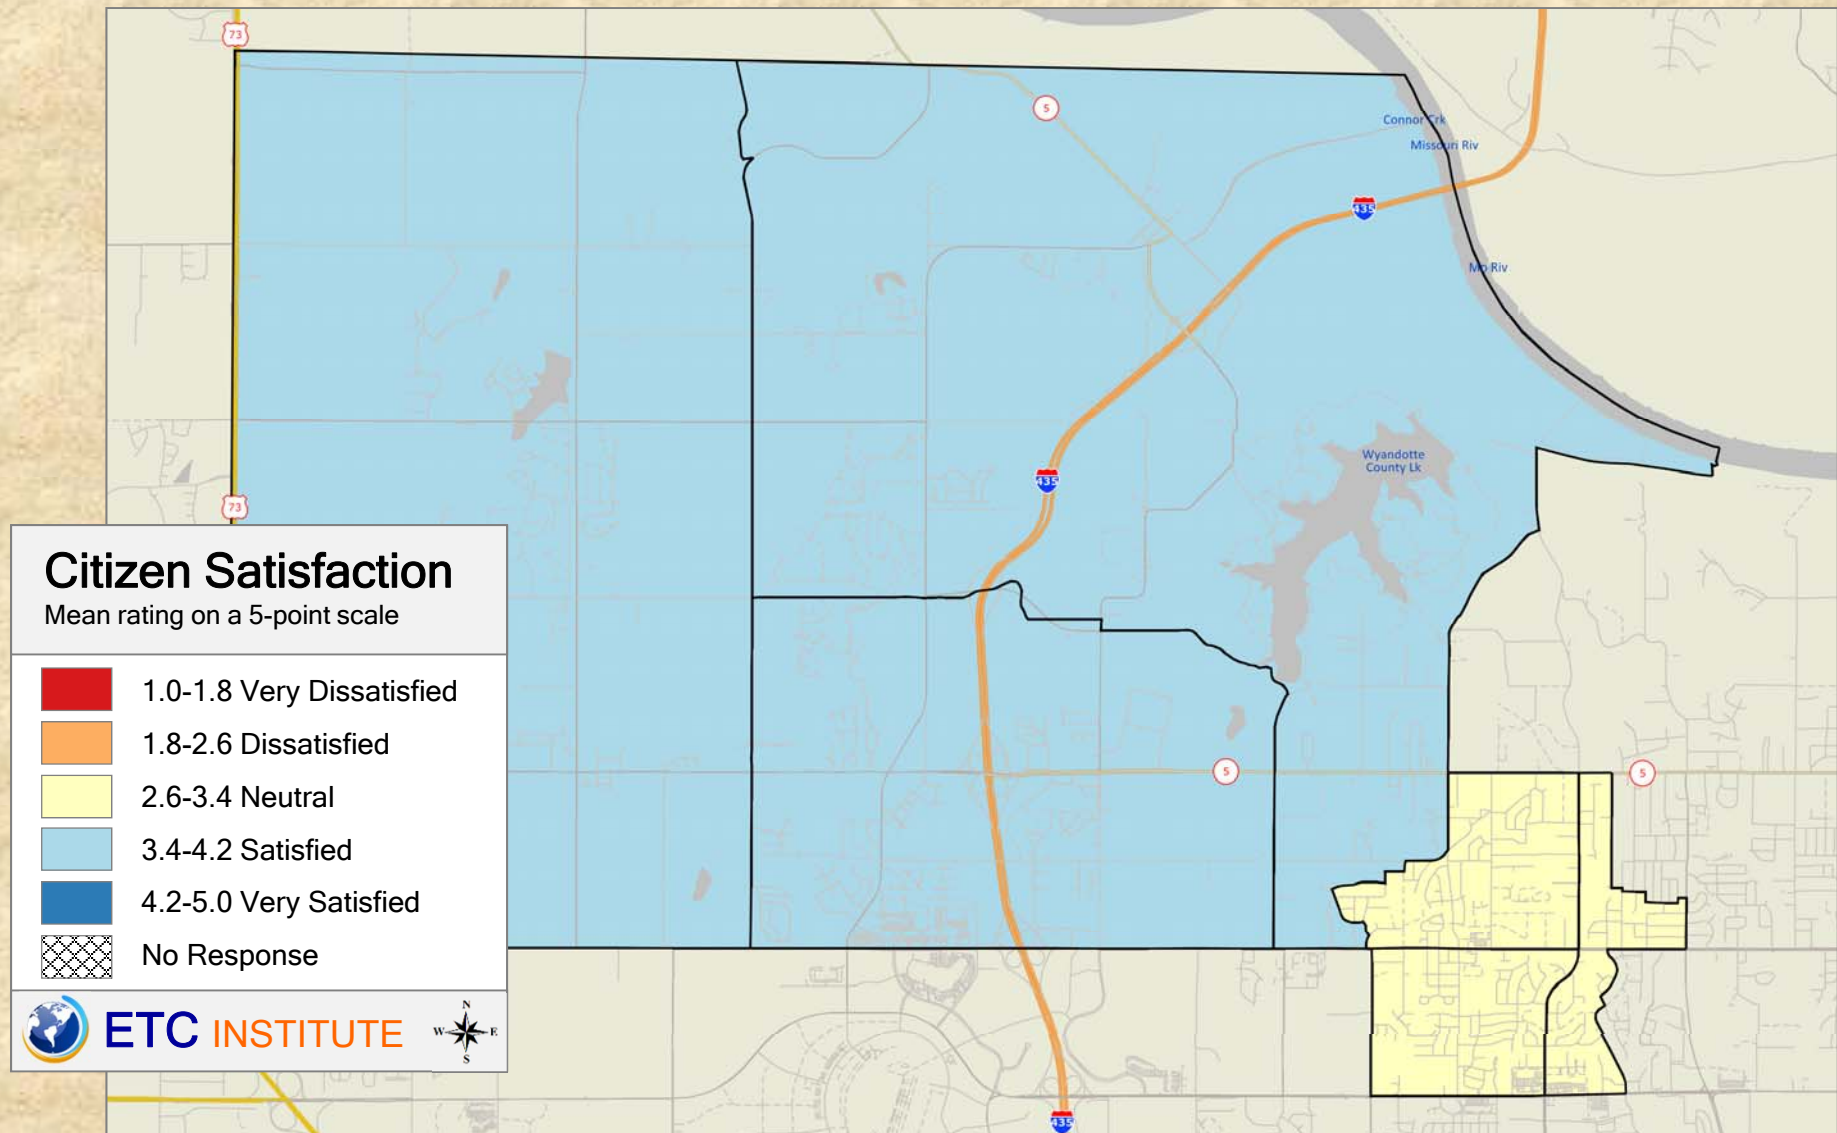 73
5
Connor Crk
Missouri Riv
435
Mo Riv
Wyandotte
County Lk
435
73
Citizen Satisfaction
Mean rating on a 5-point scale
1.0-1.8 Very Dissatisfied
1.8-2.6 Dissatisfied
2.6-3.4 Neutral
3.4-4.2 Satisfied
4.2-5.0 Very Satisfied
No Response
ETC INSTITUTE
N
W E
S
5
5
435